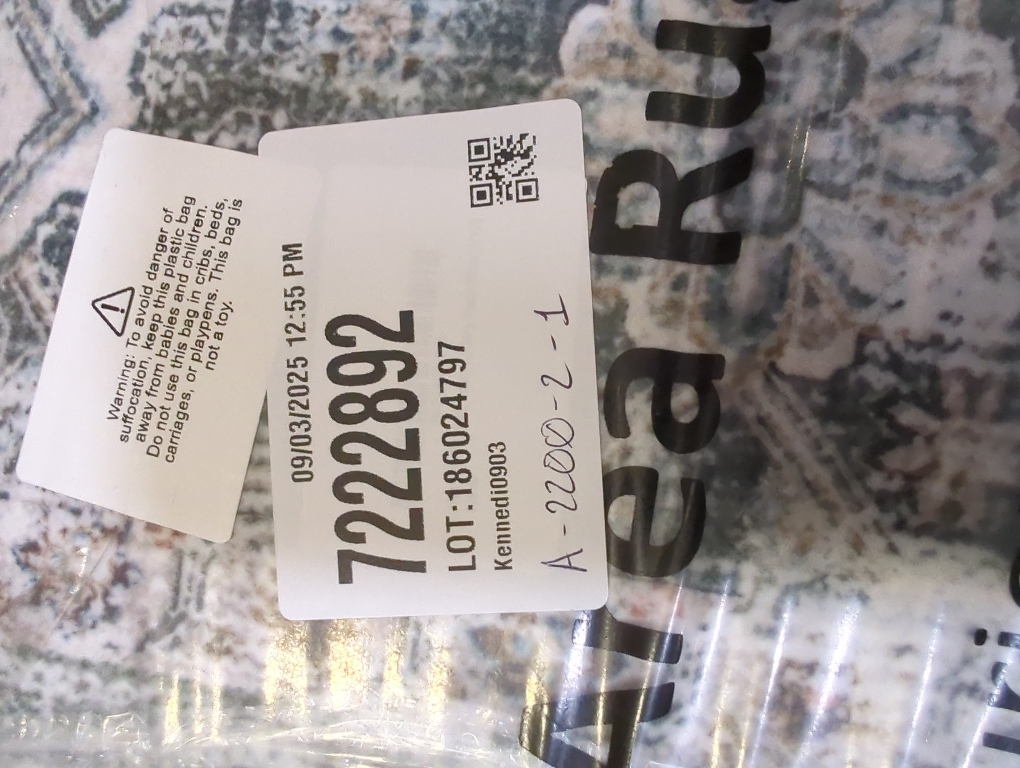 Warning: To avoid danger of
suffocation, keep this plastic bag
away from babies and children.
Do not use this bag in cribs, beds,
carriages, or playpens. This bag is
not a toy.
09/03/2025 12:55 PM
7222892
LOT:1860247​97
Kennedi0903
A-2200-2-1
Area Ru